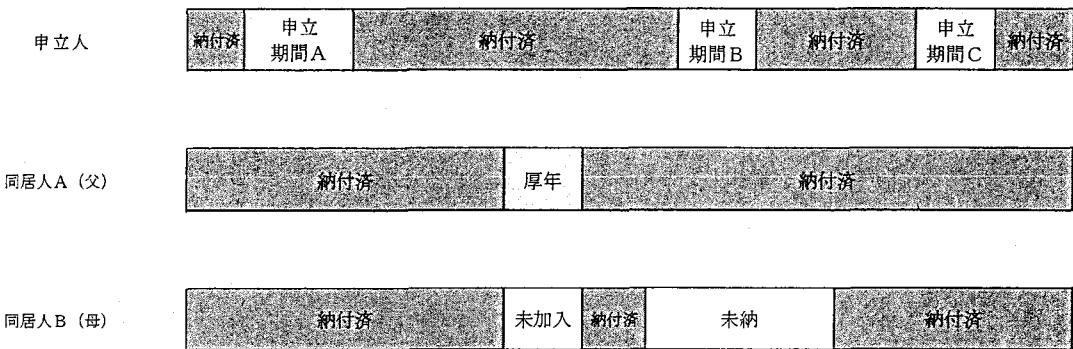 申立人
納付済
申立
期間A
納付済
申立
期間B
納付済
申立
期間C
納付済
同居人A（父）
納付済
厚年
納付済
同居人B（母）
納付済
未加入
納付済
未納
納付済